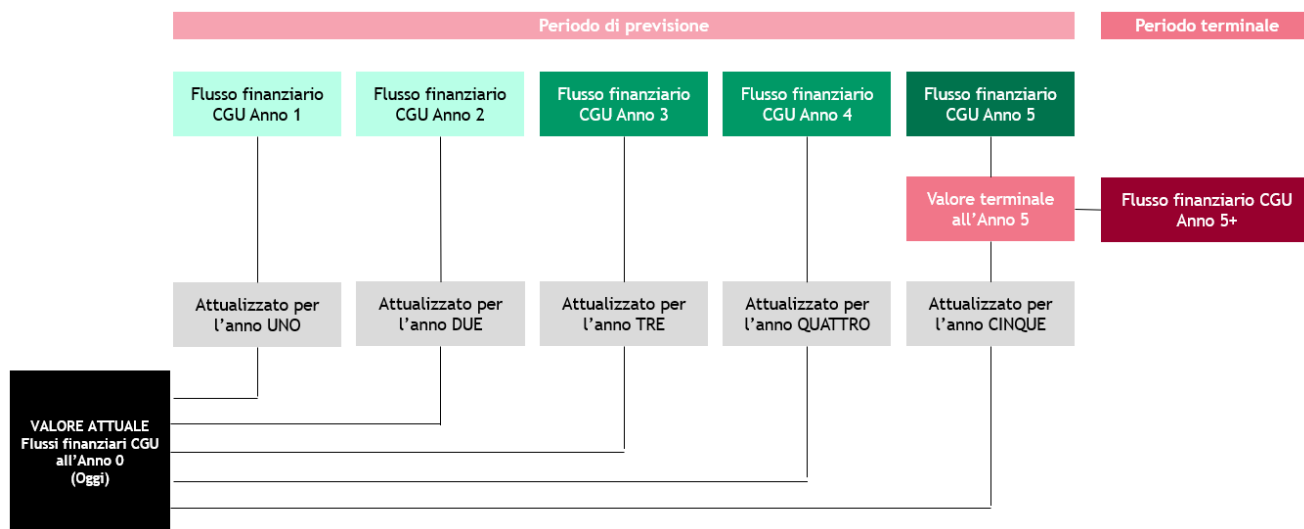 Periodo di previsione
Periodo terminale
Flusso finanziario
CGU Anno 1
Flusso finanziario
CGU Anno 2
Flusso finanziario
CGU Anno 3
Flusso finanziario
CGU Anno 4
Flusso finanziario
CGU Anno 5
Valore terminale
all'Anno 5
Flusso finanziario CGU
Anno 5+
Attualizzato per
l'anno UNO
Attualizzato per
l'anno DUE
Attualizzato per
l'anno TRE
Attualizzato per
l'anno QUATTRO
Attualizzato per
l'anno CINQUE
VALORE ATTUALE
Flussi finanziari CGU
all'Anno 0
(Oggi)